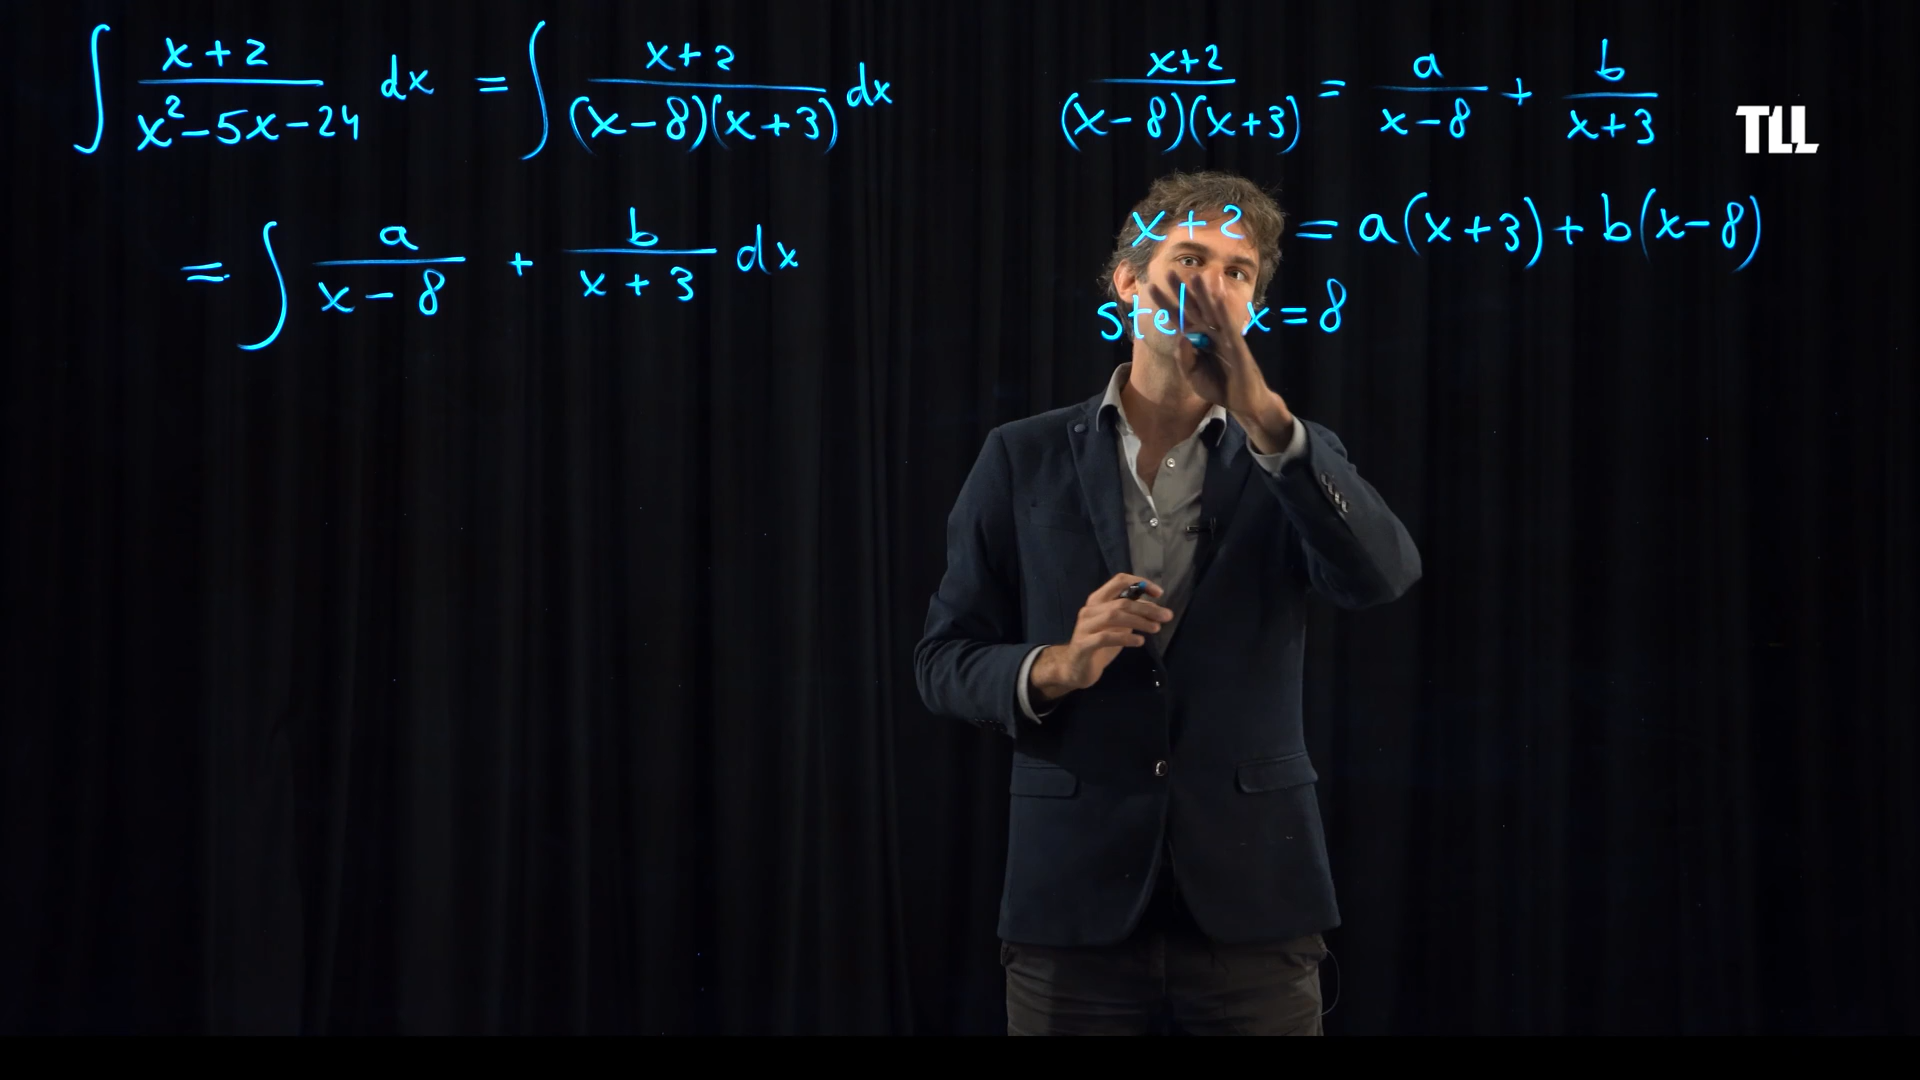 ∫ (x+2)/(x²-5x-24) dx = ∫ (x+2)/((x-8)(x+3)) dx
= ∫ a/(x-8) + b/(x+3) dx
(x+2)/((x-8)(x+3)) = a/(x-8) + b/(x+3)
x+2 = a(x+3)+b(x-8)
x=8
TLL